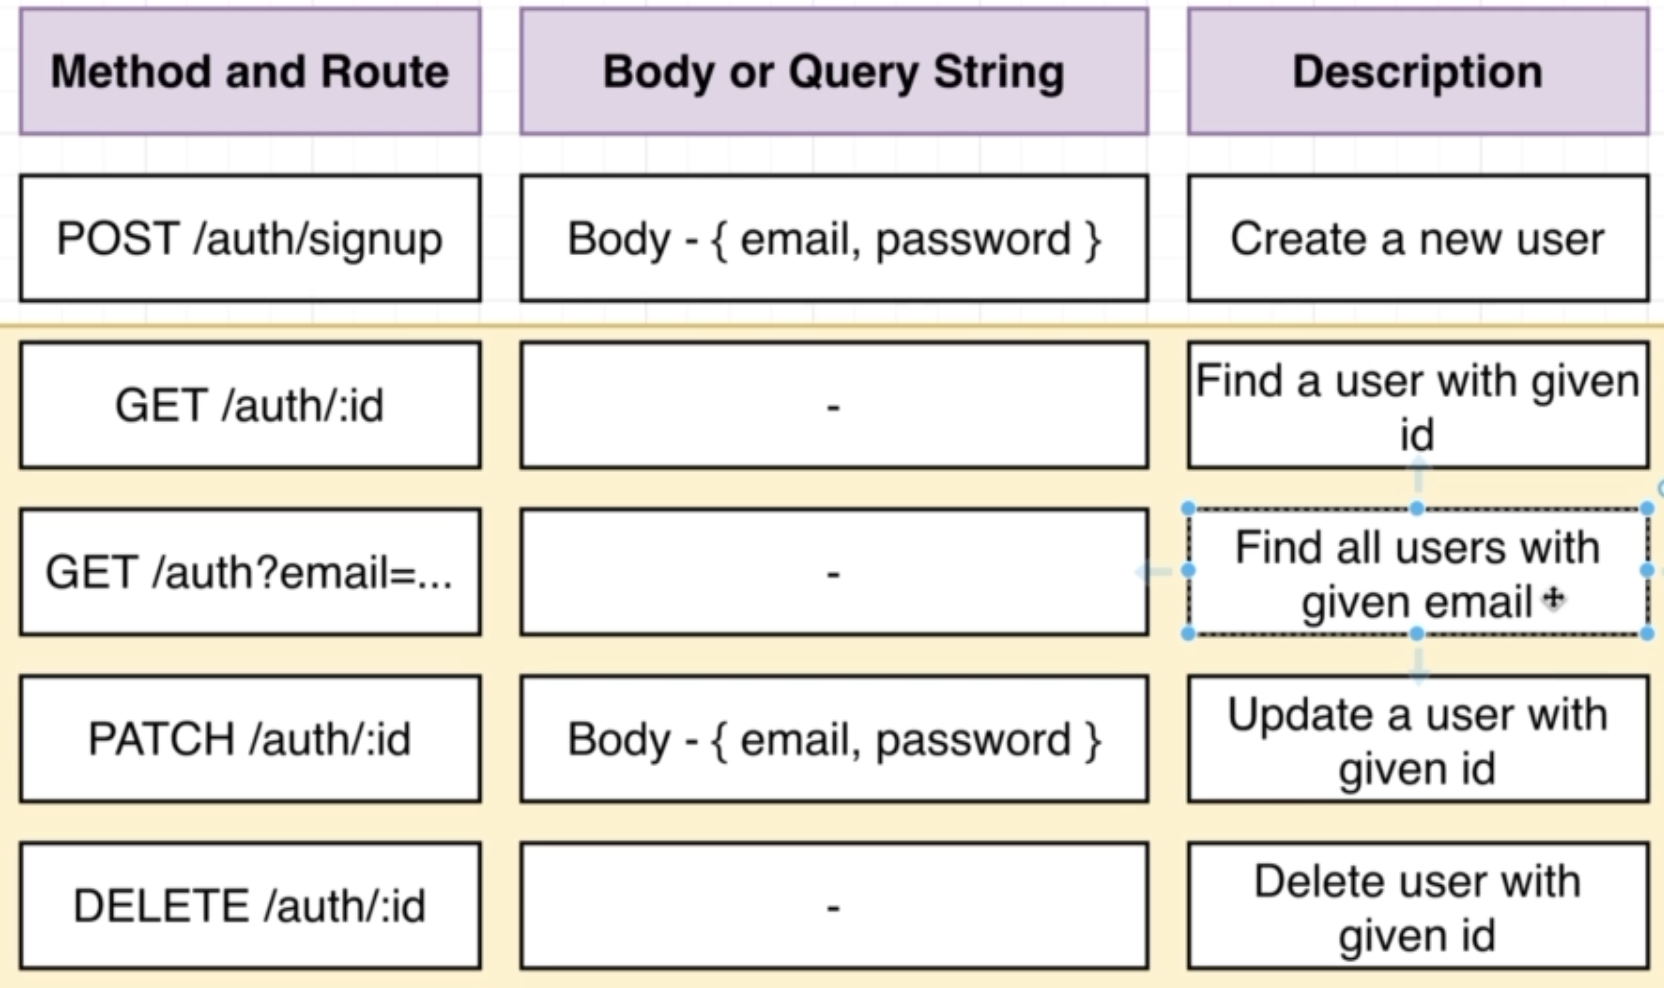 Method and Route
Body or Query String
Description
POST /auth/signup
Body - { email, password }
Create a new user
GET /auth/:id
-
Find a user with given
id
GET /auth?email=...
-
Find all users with
given email
PATCH /auth/:id
Body - { email, password }
Update a user with
given id
DELETE /auth/:id
-
Delete user with
given id